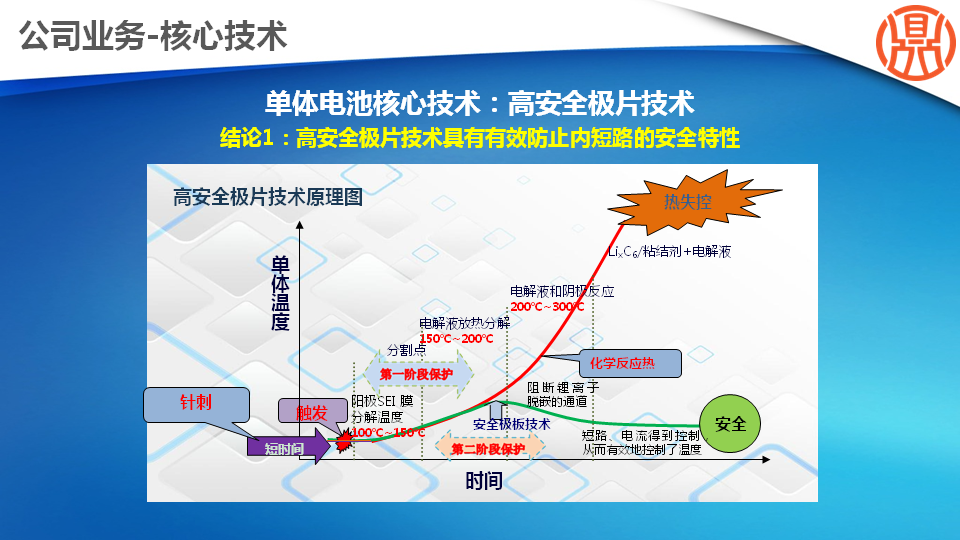 公司业务-核心技术
鼎
单体电池核心技术：高安全极片技术
结论1：高安全极片技术具有有效防止内短路的安全特性
高安全极片技术原理图
热失控
LixC6/粘结剂+电解液
单体温度
电解液和阴极反应
200℃~300℃
电解液放热分解
150℃~200℃
分割点
化学反应热
第一阶段保护
阻断锂离子
脱嵌的通道
针刺
触发
阳极SEI 膜
分解温度
100℃~150℃
安全极板技术
安全
短时间
第二阶段保护
短路、电流得到控制，
从而有效地控制了温度
时间